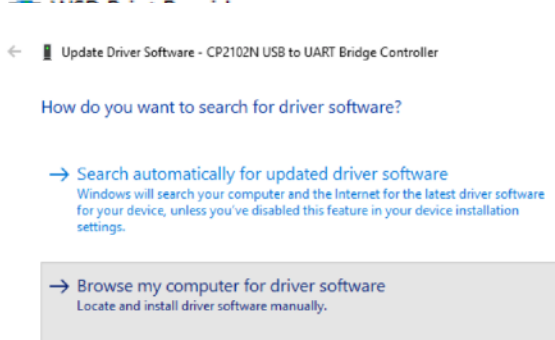 Update Driver Software - CP2102N USB to UART Bridge Controller
How do you want to search for driver software?
Search automatically for updated driver software
Windows will search your computer and the Internet for the latest driver software
for your device, unless you've disabled this feature in your device installation
settings.
Browse my computer for driver software
Locate and install driver software manually.